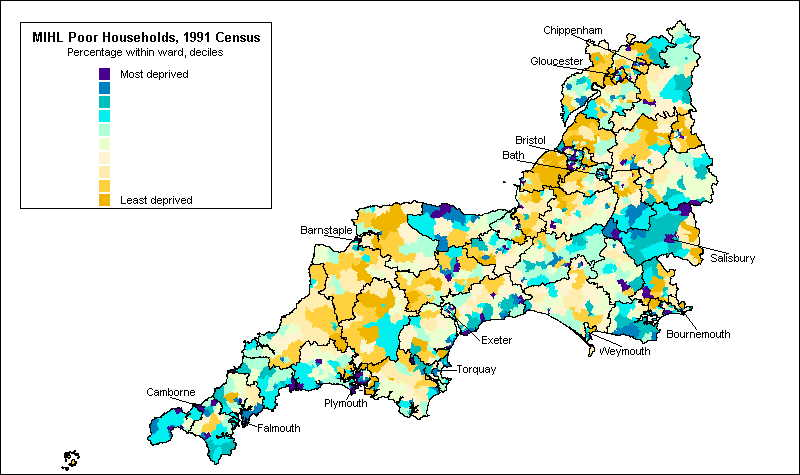 MIHL Poor Households, 1991 Census
Percentage within ward, deciles
Most deprived
Least deprived
Chippenham
Gloucester
Bristol
Bath
Barnstaple
Salisbury
Bournemouth
Exeter
Weymouth
Torquay
Camborne
Plymouth
Falmouth